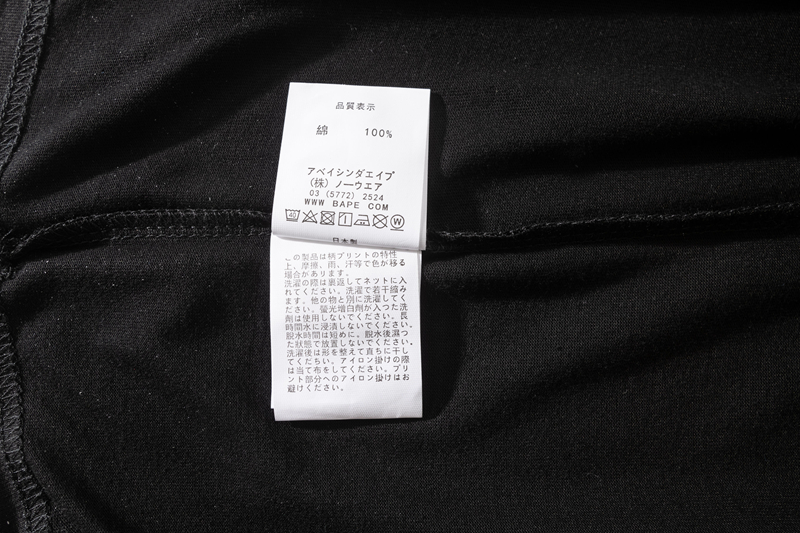 品質表示
綿 100%
アベイシンダエイプ
(株)ノーウエア
03 (5772) 2524
WWW BAPE COM
40 W
日本製
この製品は柄プリントの特性
上、摩擦、雨、汗等で色が移る
場合があります。
洗濯の際は裏返してネットに入
れてください。洗濯で若干縮み
ます。他の物と別に洗濯してく
ださい。螢光増白剤が入つた洗
剤は使用しないでください。長
時間水に浸漬しないでください。
脱水時間は短めに、脱水後濕つ
た状態で放置しないでください。
洗濯後は形を整えて直ちに干し
てくだちい。アイロン掛けの際
は当て布をしてください。プリ
ント部分へのアイロン掛けはお
避けください。